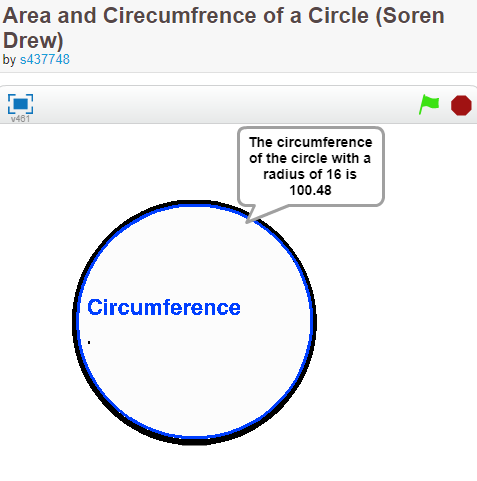 Area and Cirecumfrence of a Circle (Soren
Drew)
by s437748
v461
The circumference
of the circle with a
radius of 16 is
100.48
Circumference